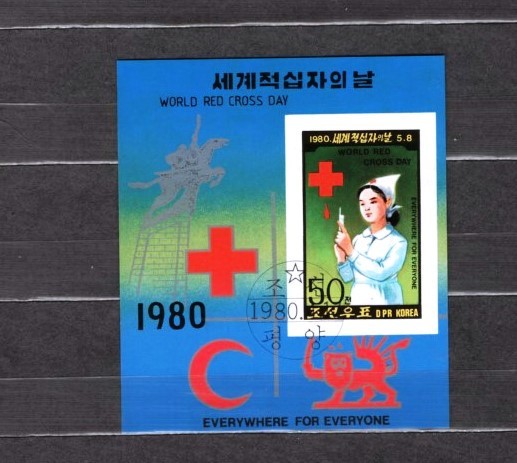 세계적십자의날
WORLD RED CROSS DAY
1980. 세계적십자의날 5.8
WORLD RED
CROSS DAY
EVERYWHERE FOR EVERYONE
50 전
조선우표 DPR KOREA
1980
조선
1980.
평양
EVERYWHERE FOR EVERYONE